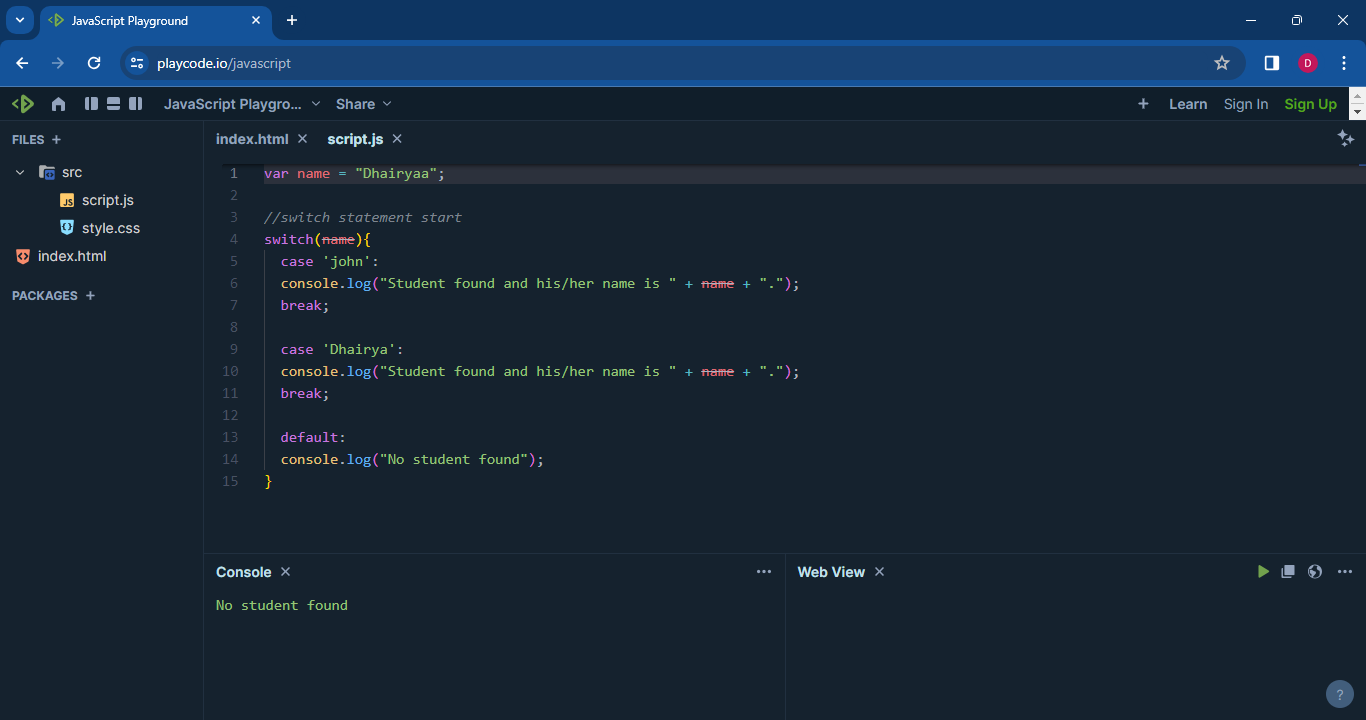 JavaScript Playground
playcode.io/javascript
D
JavaScript Playgro... Share + Learn Sign In Sign Up
FILES +
src
JS script.js
style.css
index.html
PACKAGES +
index.html script.js
1 var name = "Dhairyaa";
2
3 //switch statement start
4 switch(name){
5 case 'john':
6 console.log("Student found and his/her name is " + name + ".");
7 break;
8
9 case 'Dhairya':
10 console.log("Student found and his/her name is " + name + ".");
11 break;
12
13 default:
14 console.log("No student found");
15 }
Console
No student found
Web View
?